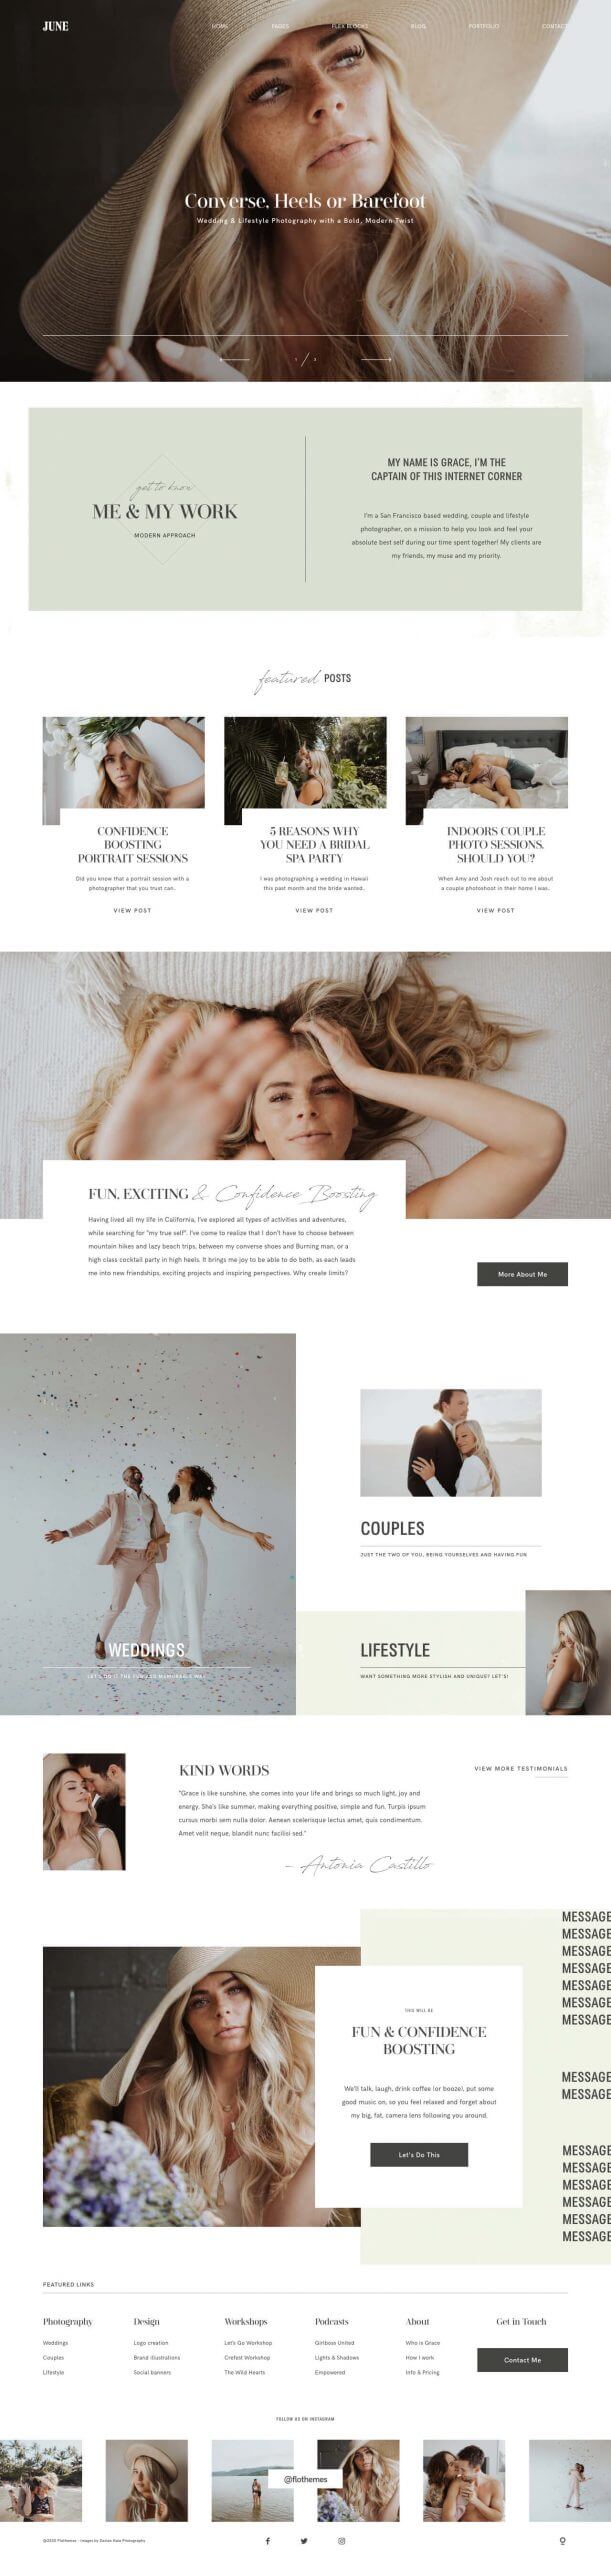 JUNE
HOME PAGES FLEX BLOCKS BLOG PORTFOLIO CONTACT
Converse, Heels or Barefoot
Wedding & Lifestyle Photography with a Bold, Modern Twist
1 / 3
get to know
ME & MY WORK
MODERN APPROACH
MY NAME IS GRACE, I'M THE
CAPTAIN OF THIS INTERNET CORNER
I'm a San Francisco based wedding, couple and lifestyle
photographer, on a mission to help you look and feel your
absolute best self during our time spent together! My clients are
my friends, my muse and my priority.
featured POSTS
CONFIDENCE
BOOSTING
PORTRAIT SESSIONS
Did you know that a portrait session with a
photographer that you trust can..
VIEW POST
5 REASONS WHY
YOU NEED A BRIDAL
SPA PARTY
I was photographing a wedding in Hawaii
this past month and the bride wanted..
VIEW POST
INDOORS COUPLE
PHOTO SESSIONS.
SHOULD YOU?
When Amy and Josh reach out to me about
a couple photoshoot in their home I was..
VIEW POST
FUN, EXCITING & Confidence Boosting
Having lived all my life in California, I've explored all types of activities and adventures,
while searching for "my true self". I've come to realize that I don't have to choose between
mountain hikes and lazy beach trips, between my converse shoes and Burning man, or a
high class cocktail party in high heels. It brings me joy to be able to do both, as each leads
me into new friendships, exciting projects and inspiring perspectives. Why create limits?
More About Me
COUPLES
JUST THE TWO OF YOU, BEING YOURSELVES AND HAVING FUN
WEDDINGS
LET'S DO IT THE FUN AND MEMORABLE WAY
LIFESTYLE
WANT SOMETHING MORE STYLISH AND UNIQUE? LET'S!
KIND WORDS
VIEW MORE TESTIMONIALS
"Grace is like sunshine, she comes into your life and brings so much light, joy and
energy. She's like summer, making everything positive, simple and fun. Turpis ipsum
cursus morbi sem nulla dolor. Aenean scelerisque lectus amet, quis condimentum.
Amet velit neque, blandit nunc facilisi sed."
– Antonia Castillo
MESSAGE
MESSAGE
MESSAGE
MESSAGE
MESSAGE
MESSAGE
MESSAGE
THIS WILL BE
FUN & CONFIDENCE
BOOSTING
MESSAGE
MESSAGE
We'll talk, laugh, drink coffee (or booze), put some
good music on, so you feel relaxed and forget about
my big, fat, camera lens following you around.
Let's Do This
MESSAGE
MESSAGE
MESSAGE
MESSAGE
MESSAGE
MESSAGE
FEATURED LINKS
Photography
Weddings
Couples
Lifestyle
Design
Logo creation
Brand illustrations
Social banners
Workshops
Let's Go Workshop
Crefest Workshop
The Wild Hearts
Podcasts
Girlboss United
Lights & Shadows
Empowered
About
Who is Grace
How I work
Info & Pricing
Get in Touch
Contact Me
FOLLOW US ON INSTAGRAM
@flothemes